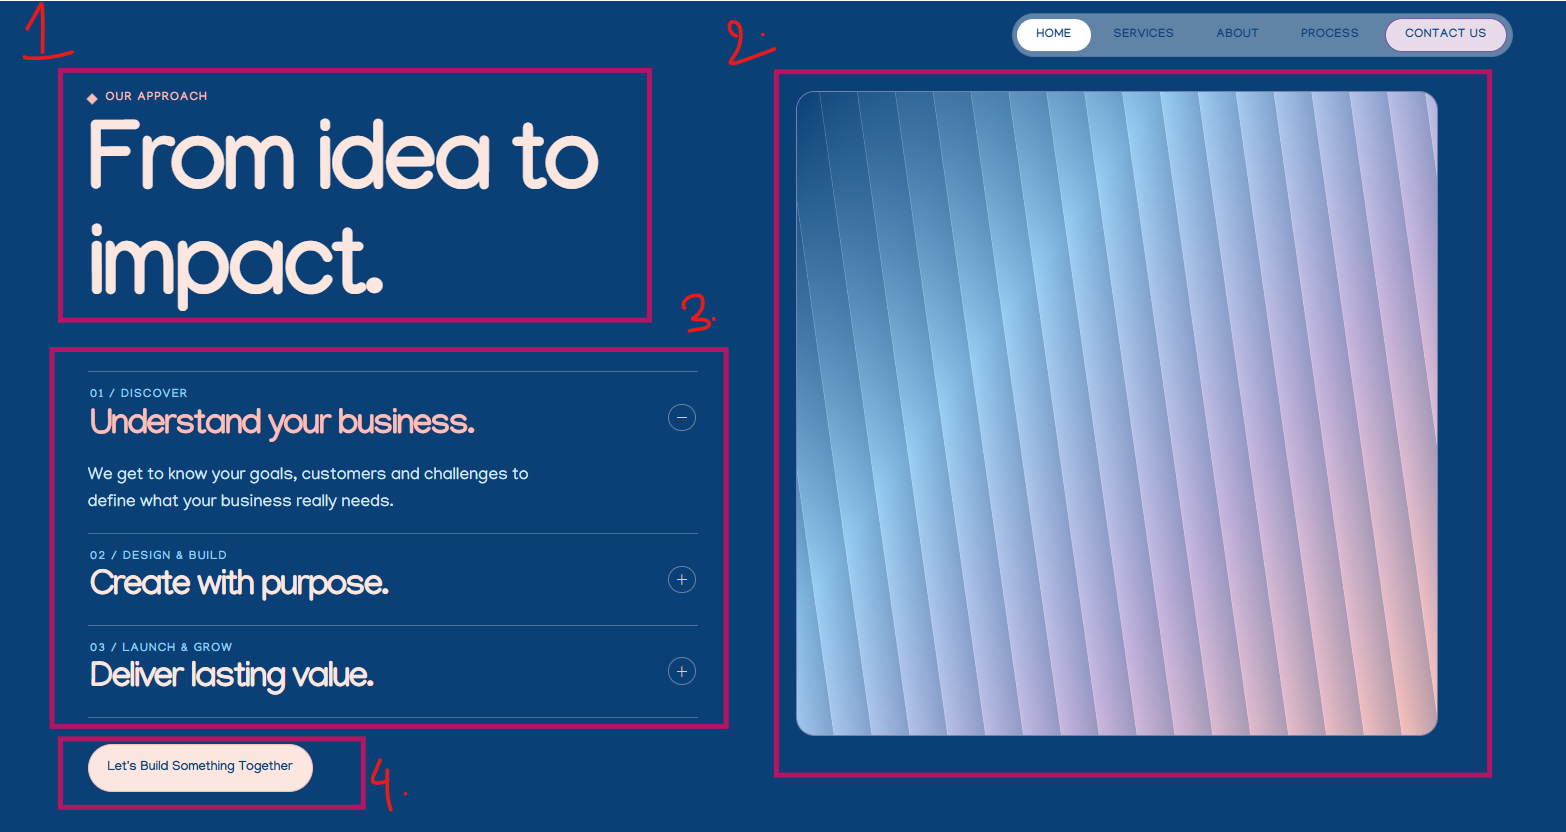 1
2.
HOME SERVICES ABOUT PROCESS CONTACT US
OUR APPROACH
From idea to
impact.
3.
01 / DISCOVER
Understand your business.
We get to know your goals, customers and challenges to
define what your business really needs.
02 / DESIGN & BUILD
Create with purpose.
03 / LAUNCH & GROW
Deliver lasting value.
Let's Build Something Together
4.